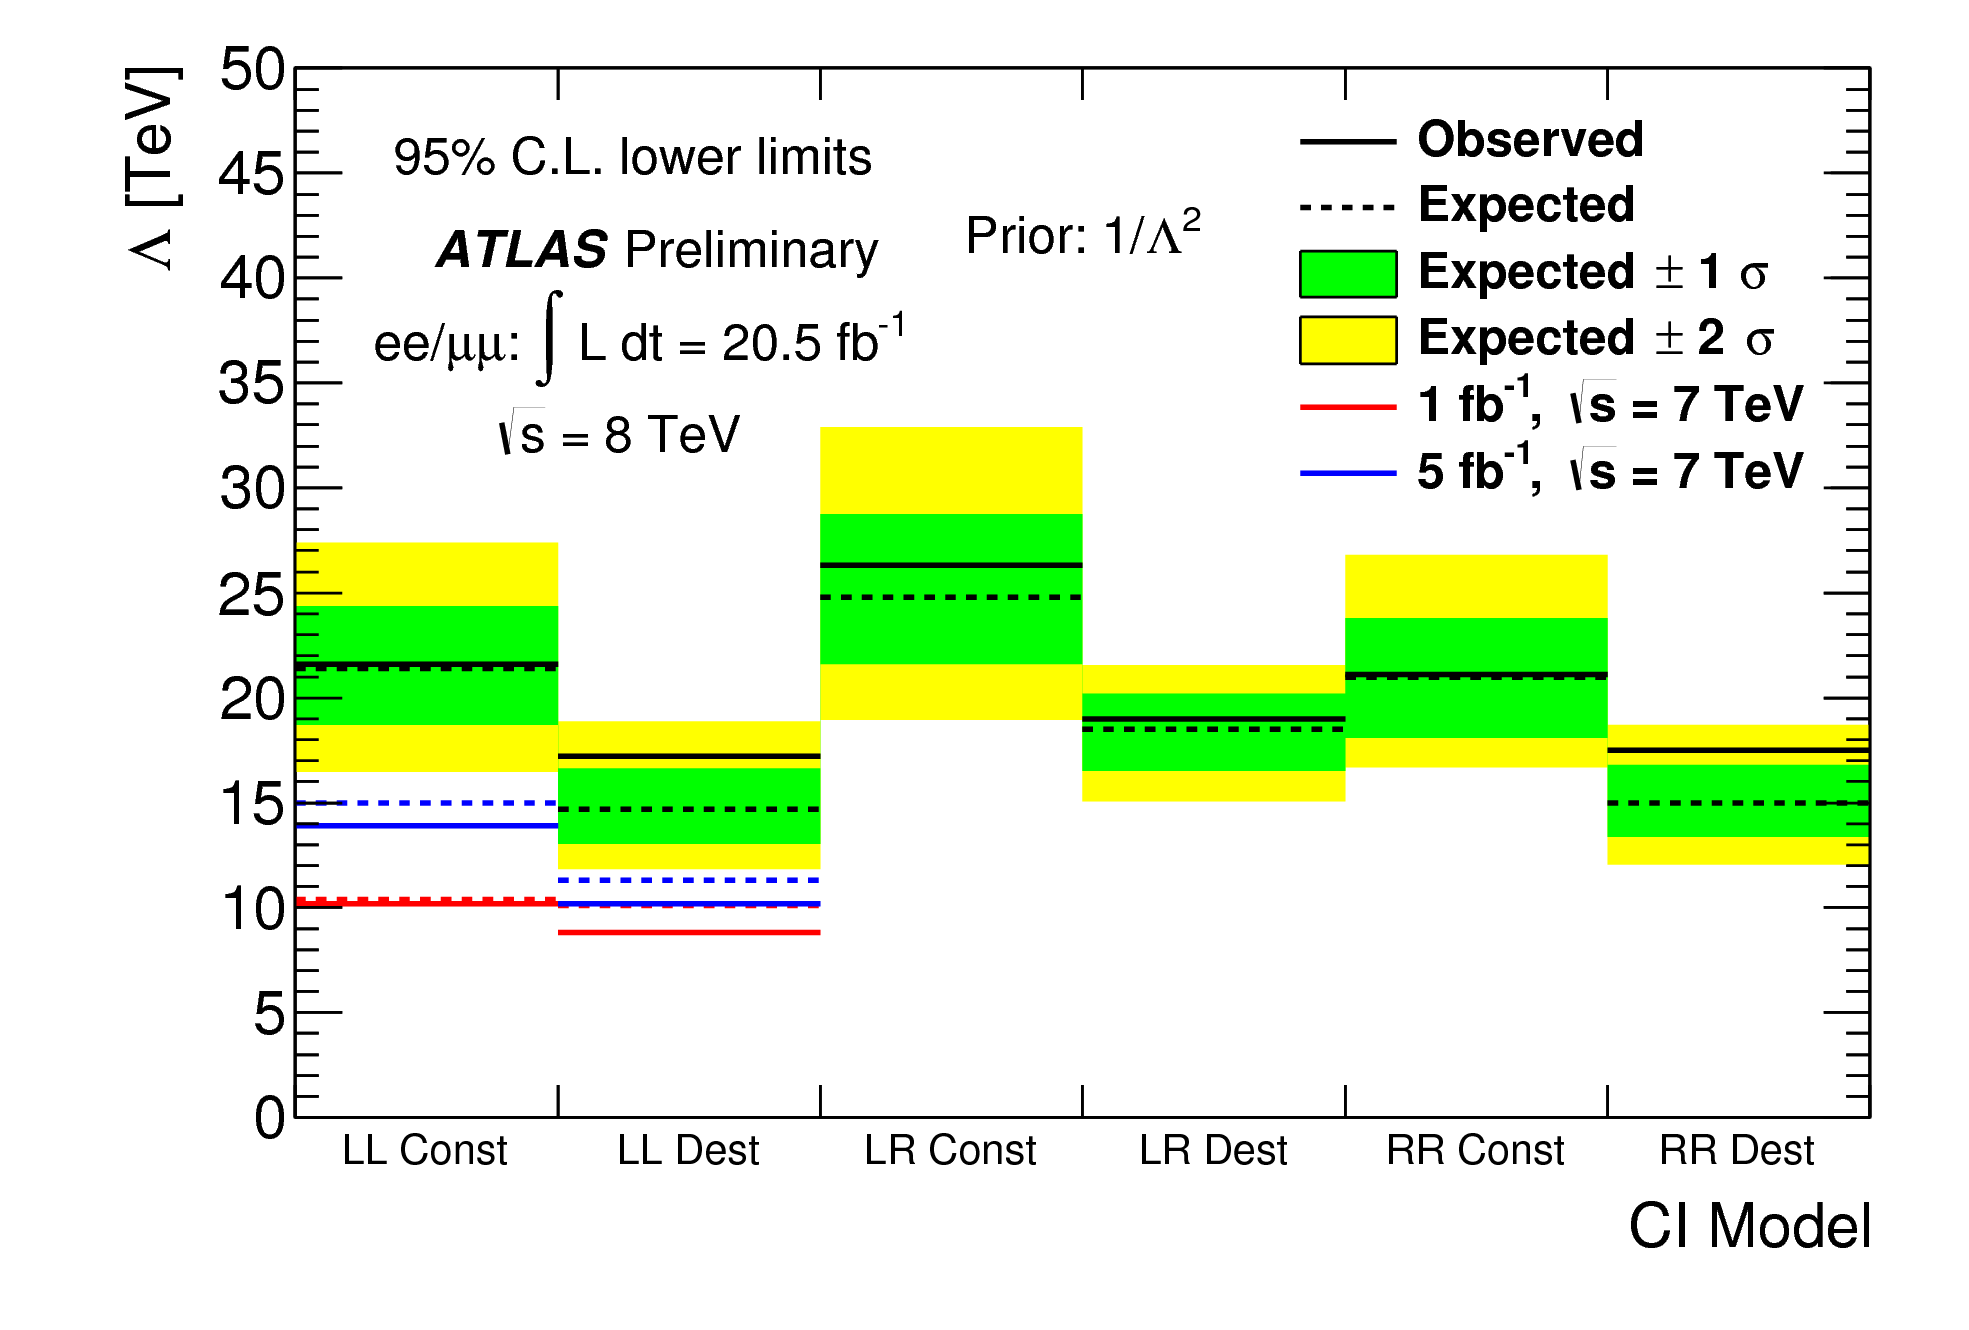 Λ [TeV]
50
45
40
35
30
25
20
15
10
5
0
95% C.L. lower limits
ATLAS Preliminary
Prior: 1/Λ²
ee/μμ: ∫ L dt = 20.5 fb⁻¹
√s = 8 TeV
Observed
Expected
Expected ± 1 σ
Expected ± 2 σ
1 fb⁻¹, √s = 7 TeV
5 fb⁻¹, √s = 7 TeV
LL Const LL Dest LR Const LR Dest RR Const RR Dest
CI Model